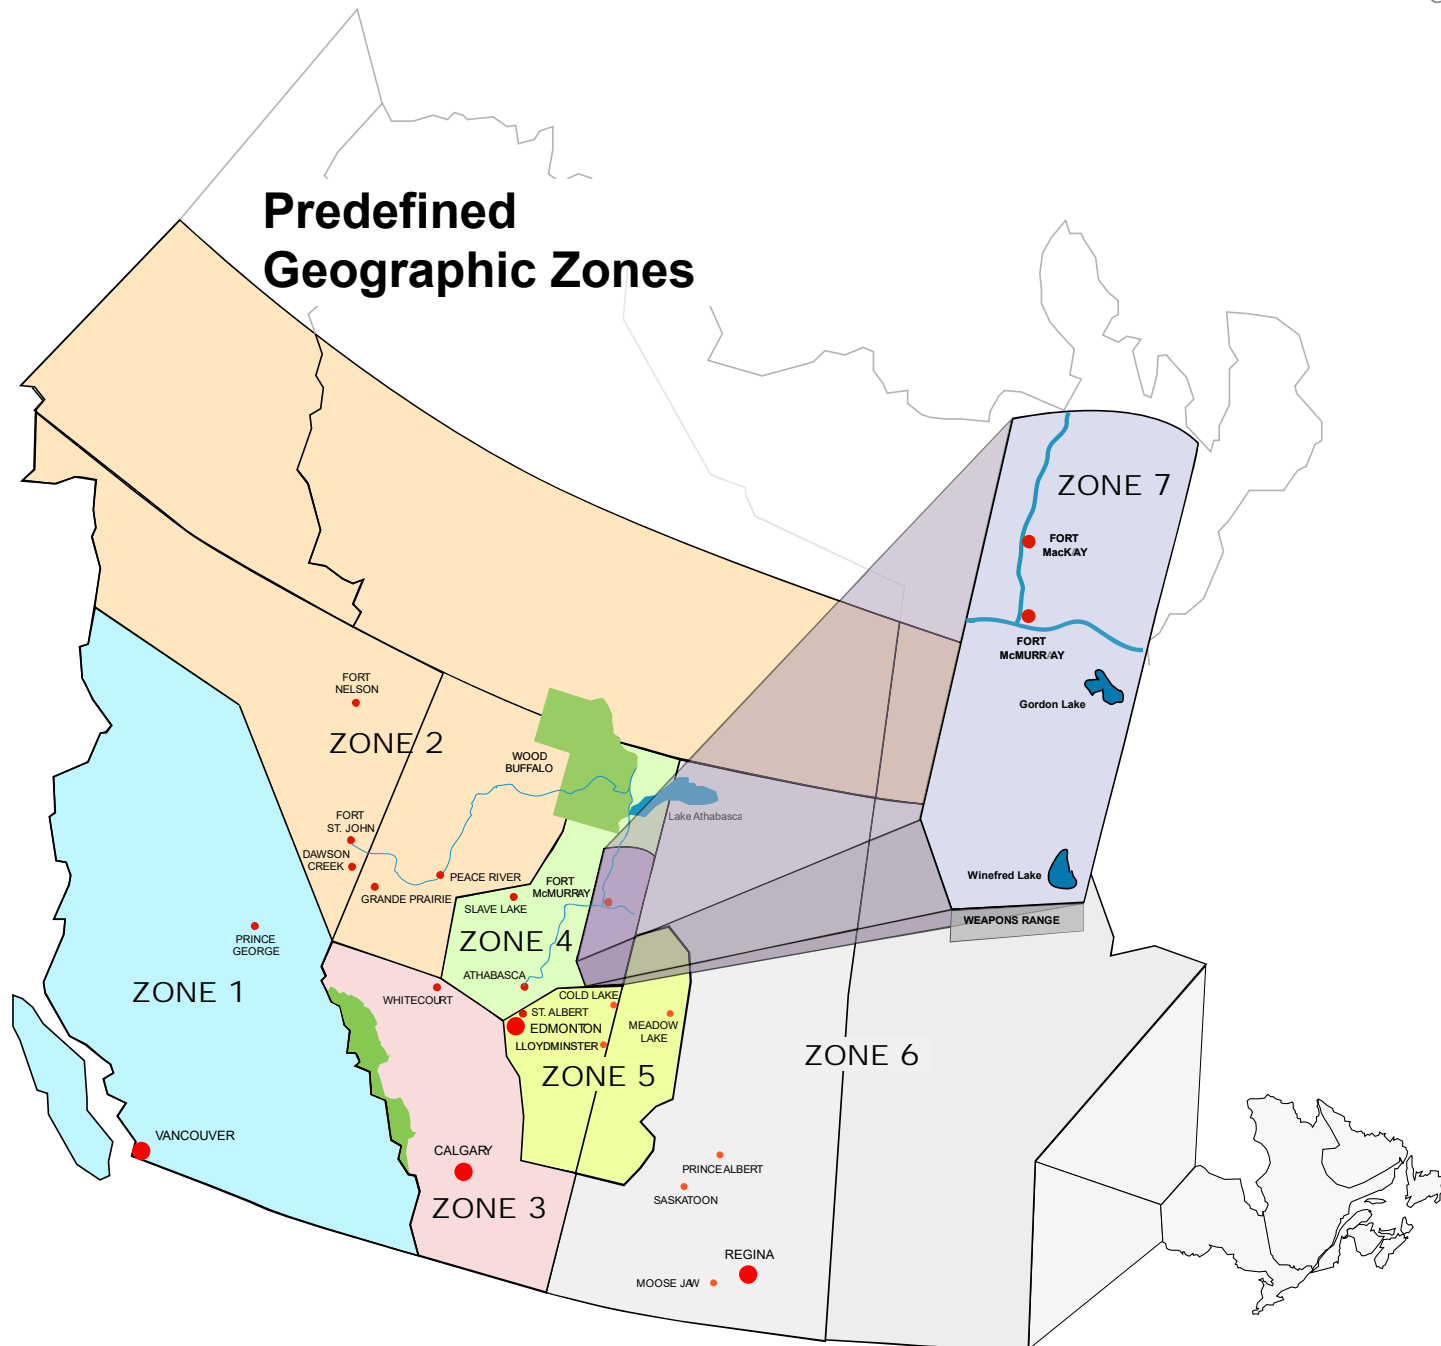 Predefined
Geographic Zones
ZONE 7
FORT
MacKAY
FORT
McMURRAY
Gordon Lake
Winefred Lake
WEAPONS RANGE
FORT
NELSON
ZONE 2
WOOD
BUFFALO
Lake Athabasca
FORT
ST. JOHN
DAWSON
CREEK
PEACE RIVER
GRANDE PRAIRIE
FORT
McMURRAY
SLAVE LAKE
ZONE 4
PRINCE
GEORGE
ATHABASCA
WHITECOURT
ZONE 1
COLD LAKE
ST. ALBERT
EDMONTON
MEADOW
LAKE
LLOYDMINSTER
ZONE 5
ZONE 6
VANCOUVER
CALGARY
ZONE 3
PRINCE ALBERT
SASKATOON
REGINA
MOOSE JAW